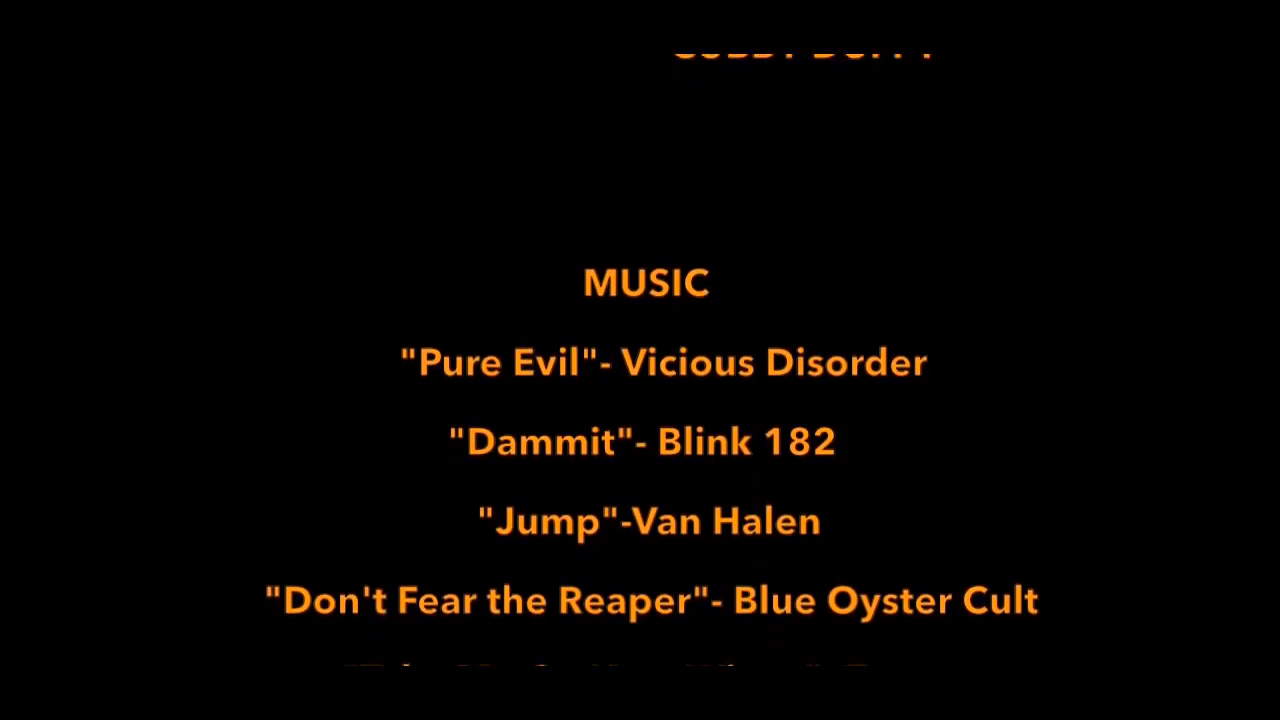 MUSIC
"Pure Evil"- Vicious Disorder
"Dammit"- Blink 182
"Jump"-Van Halen
"Don't Fear the Reaper"- Blue Oyster Cult